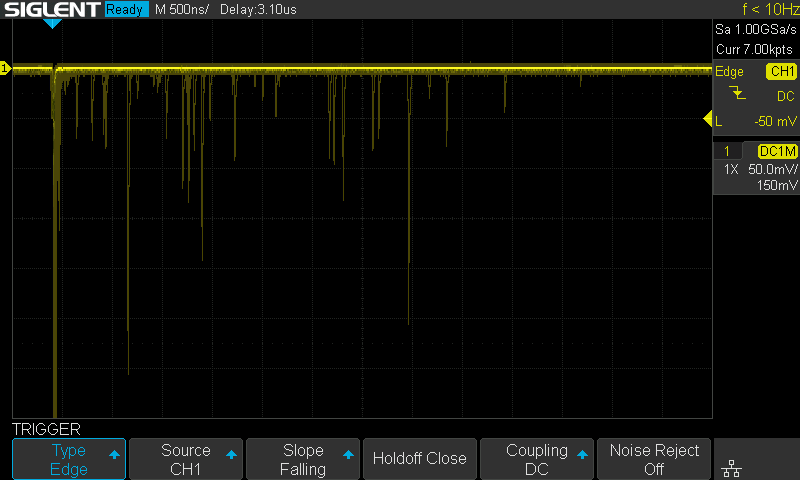 SIGLENT Ready M 500ns/ Delay:3.10us f < 10Hz
Sa 1.00GSa/s
Curr 7.00kpts
Edge CH1
DC
L -50 mV
1 DC1M
1X 50.0mV/
150mV
1
TRIGGER
Type
Edge
Source
CH1
Slope
Falling
Holdoff Close
Coupling
DC
Noise Reject
Off